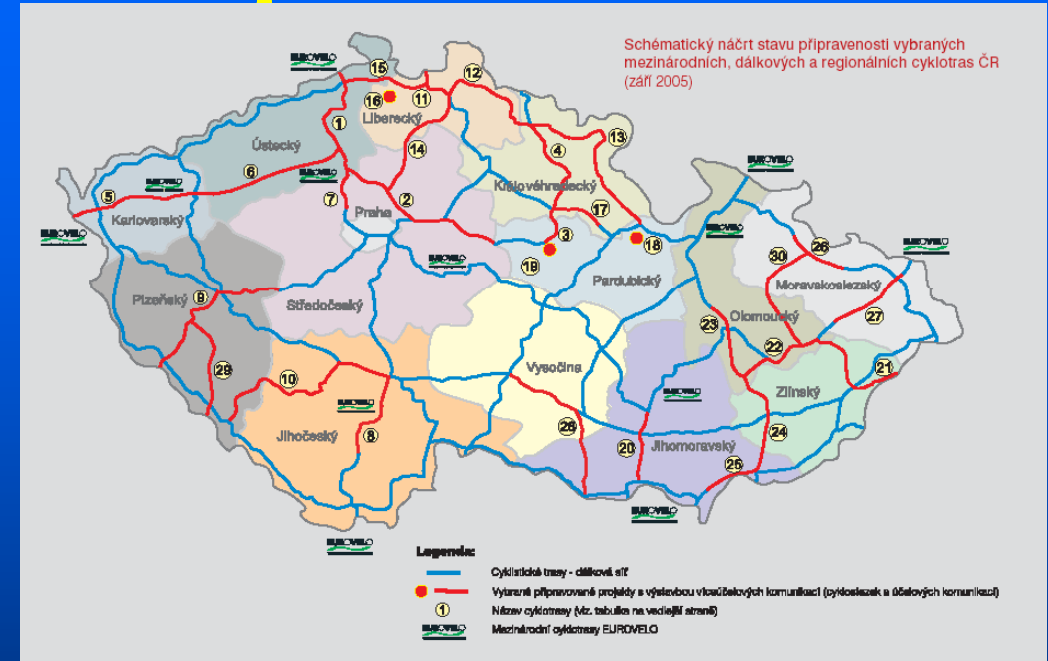 Schématický náčrt stavu připravenosti vybraných
mezinárodních, dálkových a regionálních cyklotras ČR
(září 2005)
EUROVELO
15
12
16
11
Liberecký
1
13
Ústecký
14
4
EUROVELO
6
EUROVELO
EUROVELO
Královéhradecký
5
7
2
17
Karlovarský
Praha
EUROVELO
3
18
EUROVELO
30
26
EUROVELO
EUROVELO
19
Pardubický
Moravskoslezský
Plzeňský
9
Středočeský
Olomoucký
27
23
22
Vysočina
29
10
21
Zlínský
EUROVELO
EUROVELO
Jihočeský
8
28
20
Jihomoravský
24
25
EUROVELO
EUROVELO
Legenda:
Cyklistické trasy - dálková síť
Vybrané připravované projekty s výstavbou víceúčelových komunikací (cyklostezek a účelových komunikací)
1 Název cyklotrasy (viz. tabulka na vedlejší straně)
EUROVELO Mezinárodní cyklotrasy EUROVELO